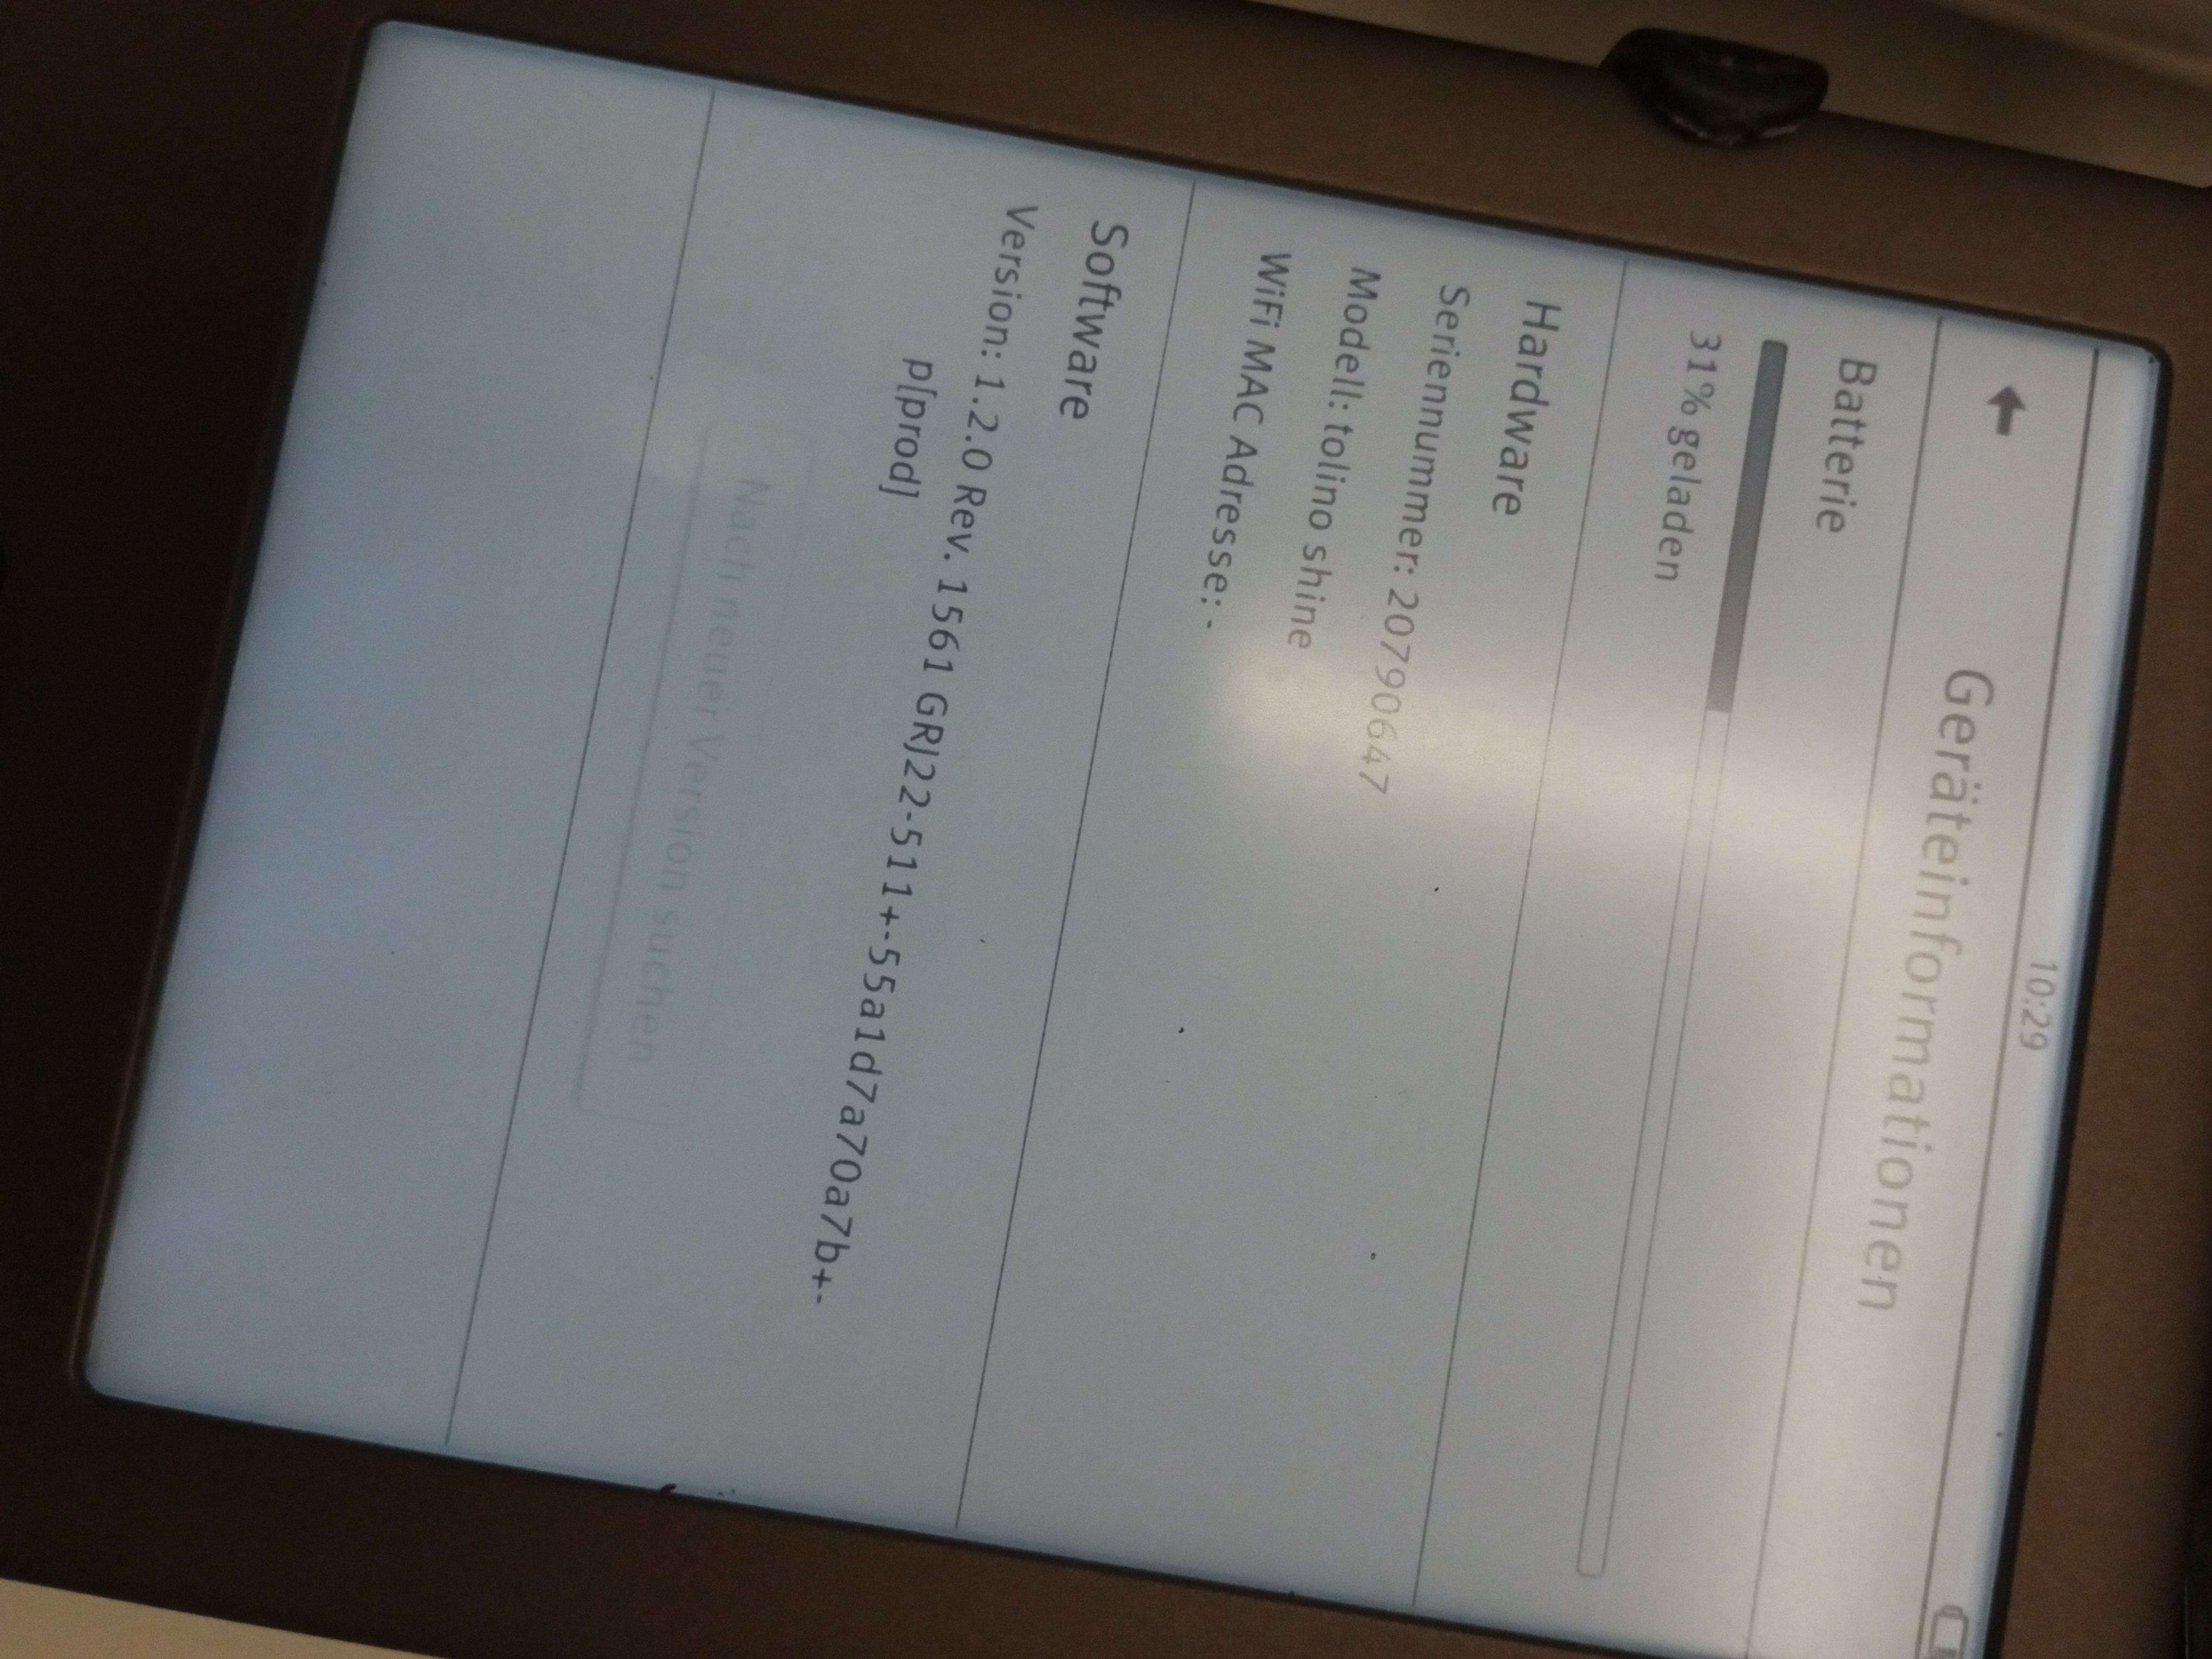 10:29
Geräteinformationen
Batterie
31% geladen
Hardware
Seriennummer: 207790647
Modell: tolino shine
WiFi MAC Adresse: -
Software
Version: 1.2.0 Rev. 1561 GRJ22-511+-55a1d7a70a7b+-
p[prod]
Nach neuer Version suchen